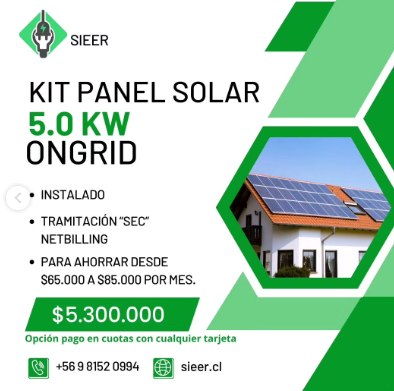 SIEER
KIT PANEL SOLAR
5.0 KW
ONGRID
• INSTALADO
• TRAMITACIÓN "SEC"
NETBILLING
• PARA AHORRAR DESDE
$65.000 A $85.000 POR MES.
$5.300.000
Opción pago en cuotas con cualquier tarjeta
+56 9 8152 0994
sieer.cl